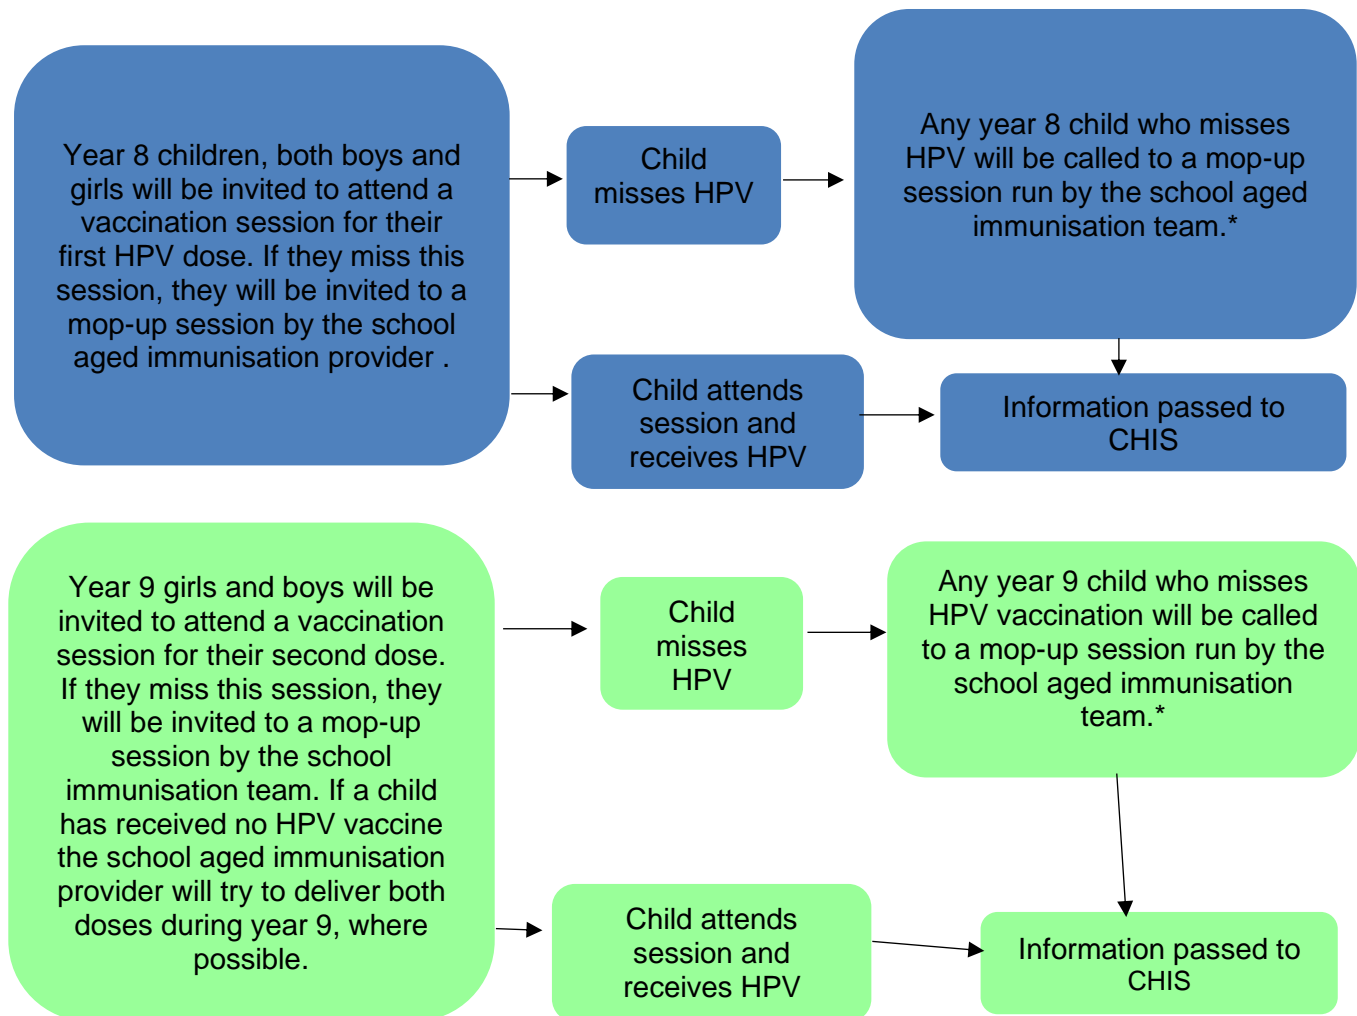 Year 8 children, both boys and
girls will be invited to attend a
vaccination session for their
first HPV dose. If they miss this
session, they will be invited to a
mop-up session by the school
aged immunisation provider .
Child
misses HPV
Any year 8 child who misses
HPV will be called to a mop-up
session run by the school aged
immunisation team.*
Child attends
session and
receives HPV
Information passed to
CHIS
Year 9 girls and boys will be
invited to attend a vaccination
session for their second dose.
If they miss this session, they
will be invited to a mop-up
session by the school
immunisation team. If a child
has received no HPV vaccine
the school aged immunisation
provider will try to deliver both
doses during year 9, where
possible.
Child
misses
HPV
Any year 9 child who misses
HPV vaccination will be called
to a mop-up session run by the
school aged immunisation
team.*
Child attends
session and
receives HPV
Information passed to
CHIS